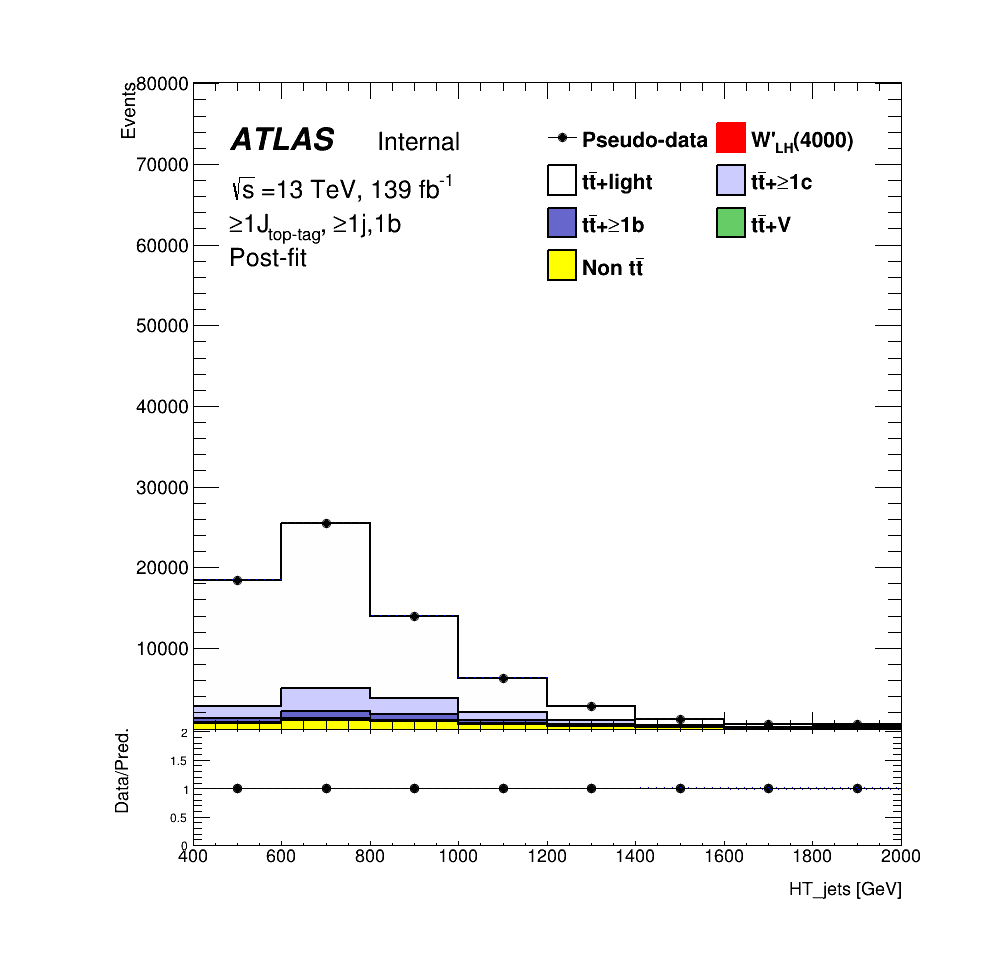 Events
80000
70000
60000
50000
40000
30000
20000
10000
ATLAS Internal
√s =13 TeV, 139 fb⁻¹
≥1J_top-tag, ≥1j,1b
Post-fit
Pseudo-data
W′_LH(4000)
tt̄+light
tt̄+≥1c
tt̄+≥1b
tt̄+V
Non tt̄
Data/Pred.
2
1.5
1
0.5
0
400 600 800 1000 1200 1400 1600 1800 2000
HT_jets [GeV]